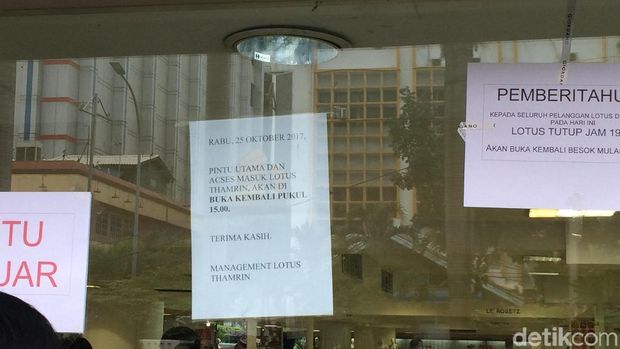 RABU, 25 OKTOBER 2017,
PINTU UTAMA DAN
ACSES MASUK LOTUS
THAMRIN, AKAN DI
BUKA KEMBALI PUKUL
15.00.
TERIMA KASIH.
MANAGEMENT LOTUS
THAMRIN
PEMBERITAHU
KEPADA SELURUH PELANGGAN LOTUS D
PADA HARI INI
LOTUS TUTUP JAM 19
AKAN BUKA KEMBALI BESOK MULA
TU
UAR
detikcom